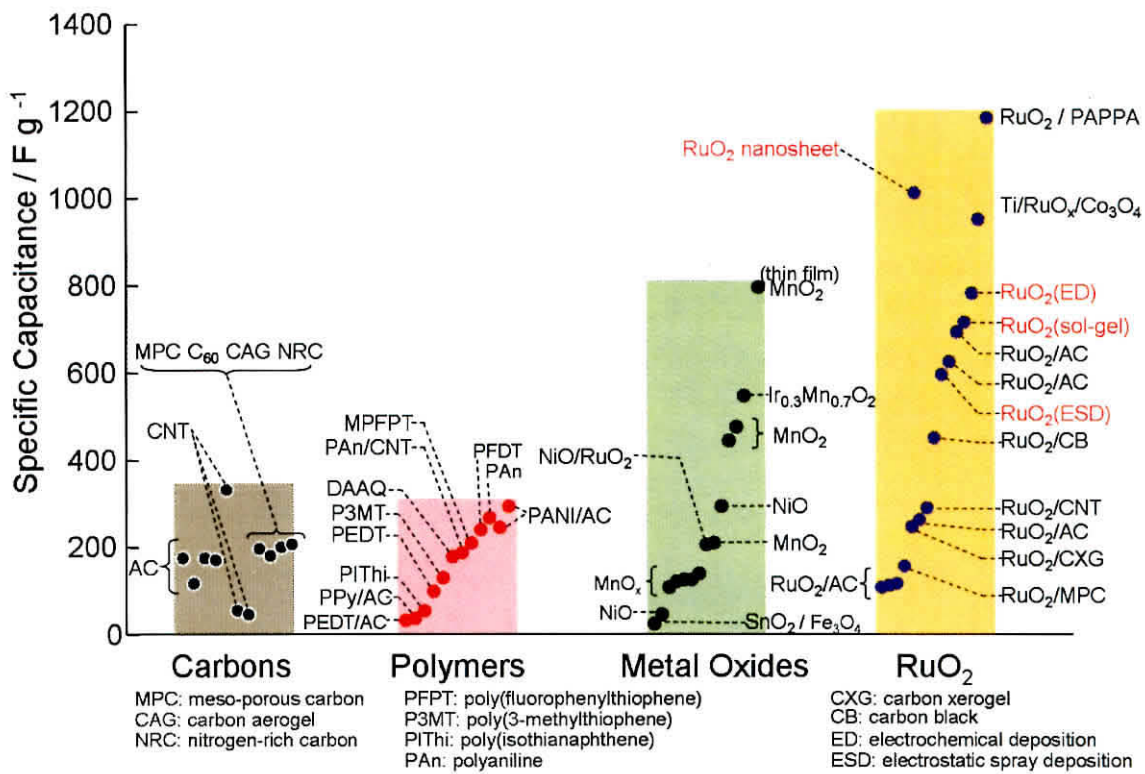 Specific Capacitance / F g⁻¹
1400
1200
1000
800
600
400
200
0
MPC C₆₀ CAG NRC
CNT
AC
MPFPT
PAn/CNT
DAAQ
P3MT
PEDT
PIThi
PPy/AC
PEDT/AC
PFDT
PAn
PANI/AC
(thin film)
MnO₂
Ir₀.₃Mn₀.₇O₂
MnO₂
NiO/RuO₂
NiO
MnO₂
MnOₓ
NiO
SnO₂ / Fe₃O₄
RuO₂ / PAPPA
RuO₂ nanosheet
Ti/RuOₓ/Co₃O₄
RuO₂(ED)
RuO₂(sol-gel)
RuO₂/AC
RuO₂/AC
RuO₂(ESD)
RuO₂/CB
RuO₂/CNT
RuO₂/AC
RuO₂/CXG
RuO₂/AC
RuO₂/MPC
Carbons
MPC: meso-porous carbon
CAG: carbon aerogel
NRC: nitrogen-rich carbon
Polymers
PFPT: poly(fluorophenylthiophene)
P3MT: poly(3-methylthiophene)
PIThi: poly(isothianaphthene)
PAn: polyaniline
Metal Oxides
RuO₂
CXG: carbon xerogel
CB: carbon black
ED: electrochemical deposition
ESD: electrostatic spray deposition